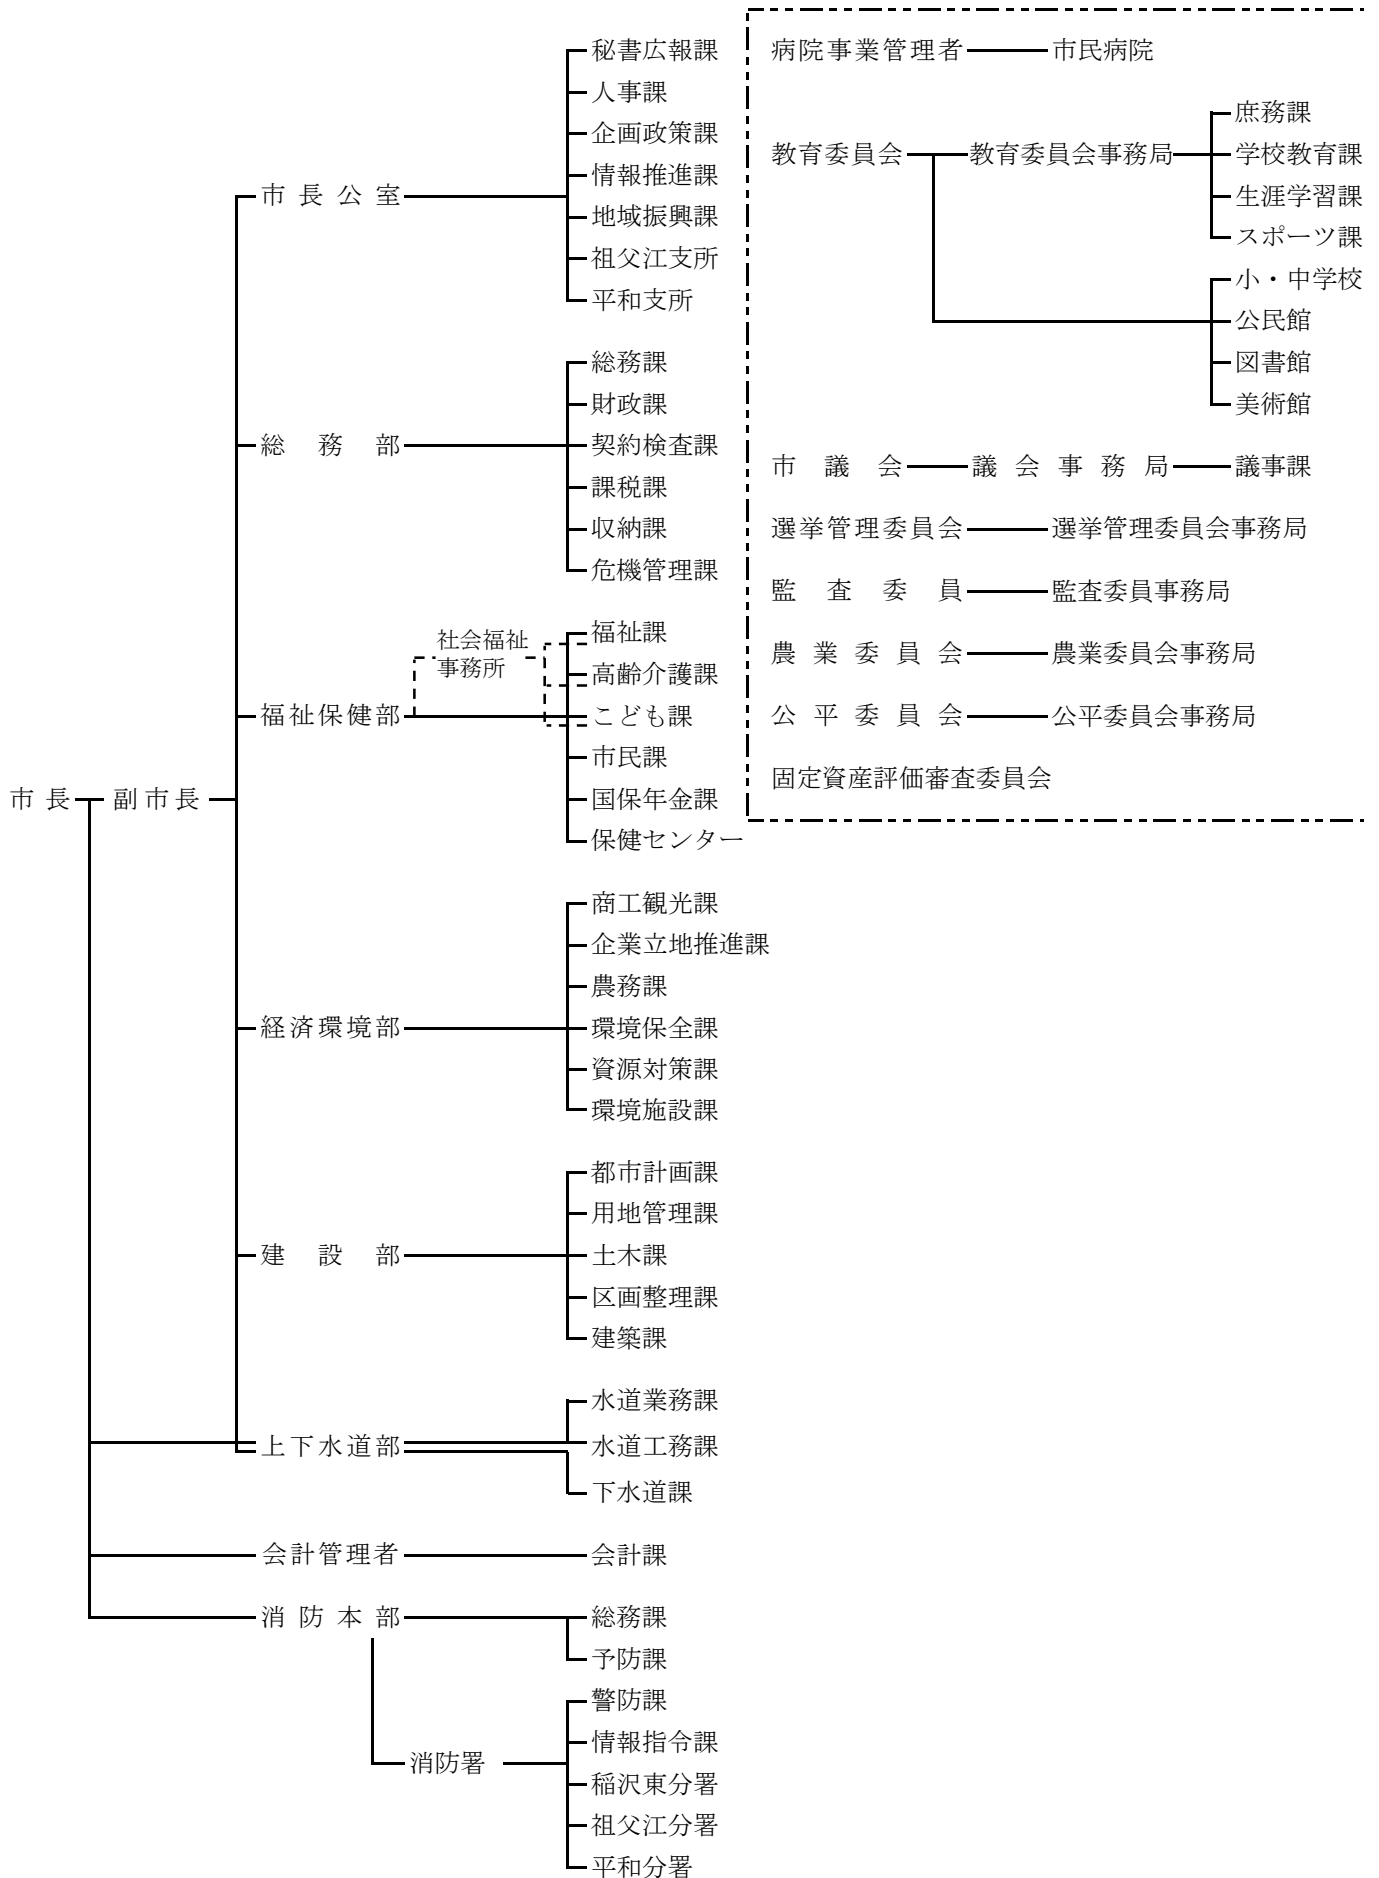 秘書広報課
人事課
企画政策課
情報推進課
市長公室
地域振興課
祖父江支所
平和支所
総務課
財政課
総務部
契約検査課
課税課
収納課
危機管理課
社会福祉
事務所
福祉課
高齢介護課
福祉保健部
こども課
市民課
市長
副市長
国保年金課
保健センター
商工観光課
企業立地推進課
農務課
経済環境部
環境保全課
資源対策課
環境施設課
都市計画課
用地管理課
建設部
土木課
区画整理課
建築課
水道業務課
上下水道部
水道工務課
下水道課
会計管理者
会計課
消防本部
総務課
予防課
警防課
情報指令課
消防署
稲沢東分署
祖父江分署
平和分署
病院事業管理者
市民病院
庶務課
教育委員会
教育委員会事務局
学校教育課
生涯学習課
スポーツ課
小・中学校
公民館
図書館
美術館
市議会
議会事務局
議事課
選挙管理委員会
選挙管理委員会事務局
監査委員
監査委員事務局
農業委員会
農業委員会事務局
公平委員会
公平委員会事務局
固定資産評価審査委員会